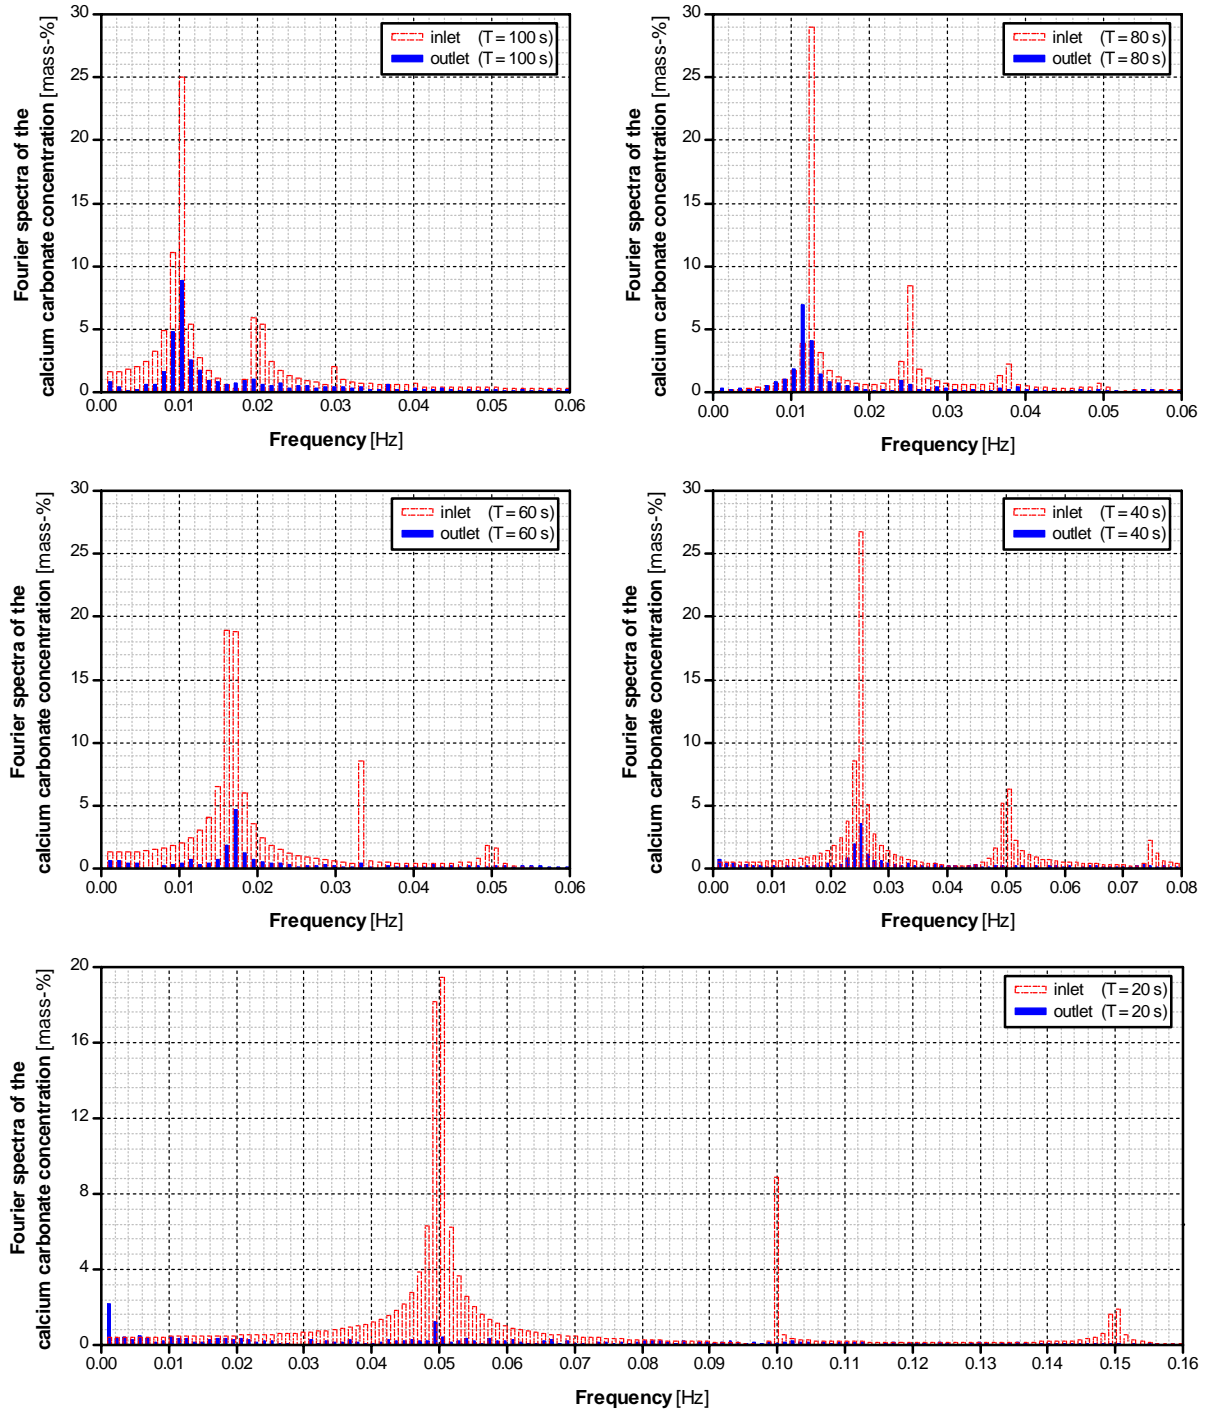 Fourier spectra of the
calcium carbonate concentration [mass-%]
30
25
20
15
10
5
0
inlet (T = 100 s)
outlet (T = 100 s)
0.00 0.01 0.02 0.03 0.04 0.05 0.06
Frequency [Hz]
Fourier spectra of the
calcium carbonate concentration [mass-%]
30
25
20
15
10
5
0
inlet (T = 80 s)
outlet (T = 80 s)
0.00 0.01 0.02 0.03 0.04 0.05 0.06
Frequency [Hz]
Fourier spectra of the
calcium carbonate concentration [mass-%]
30
25
20
15
10
5
0
inlet (T = 60 s)
outlet (T = 60 s)
0.00 0.01 0.02 0.03 0.04 0.05 0.06
Frequency [Hz]
Fourier spectra of the
calcium carbonate concentration [mass-%]
30
25
20
15
10
5
0
inlet (T = 40 s)
outlet (T = 40 s)
0.00 0.01 0.02 0.03 0.04 0.05 0.06 0.07 0.08
Frequency [Hz]
Fourier spectra of the
calcium carbonate concentration [mass-%]
20
16
12
8
4
0
inlet (T = 20 s)
outlet (T = 20 s)
0.00 0.01 0.02 0.03 0.04 0.05 0.06 0.07 0.08 0.09 0.10 0.11 0.12 0.13 0.14 0.15 0.16
Frequency [Hz]